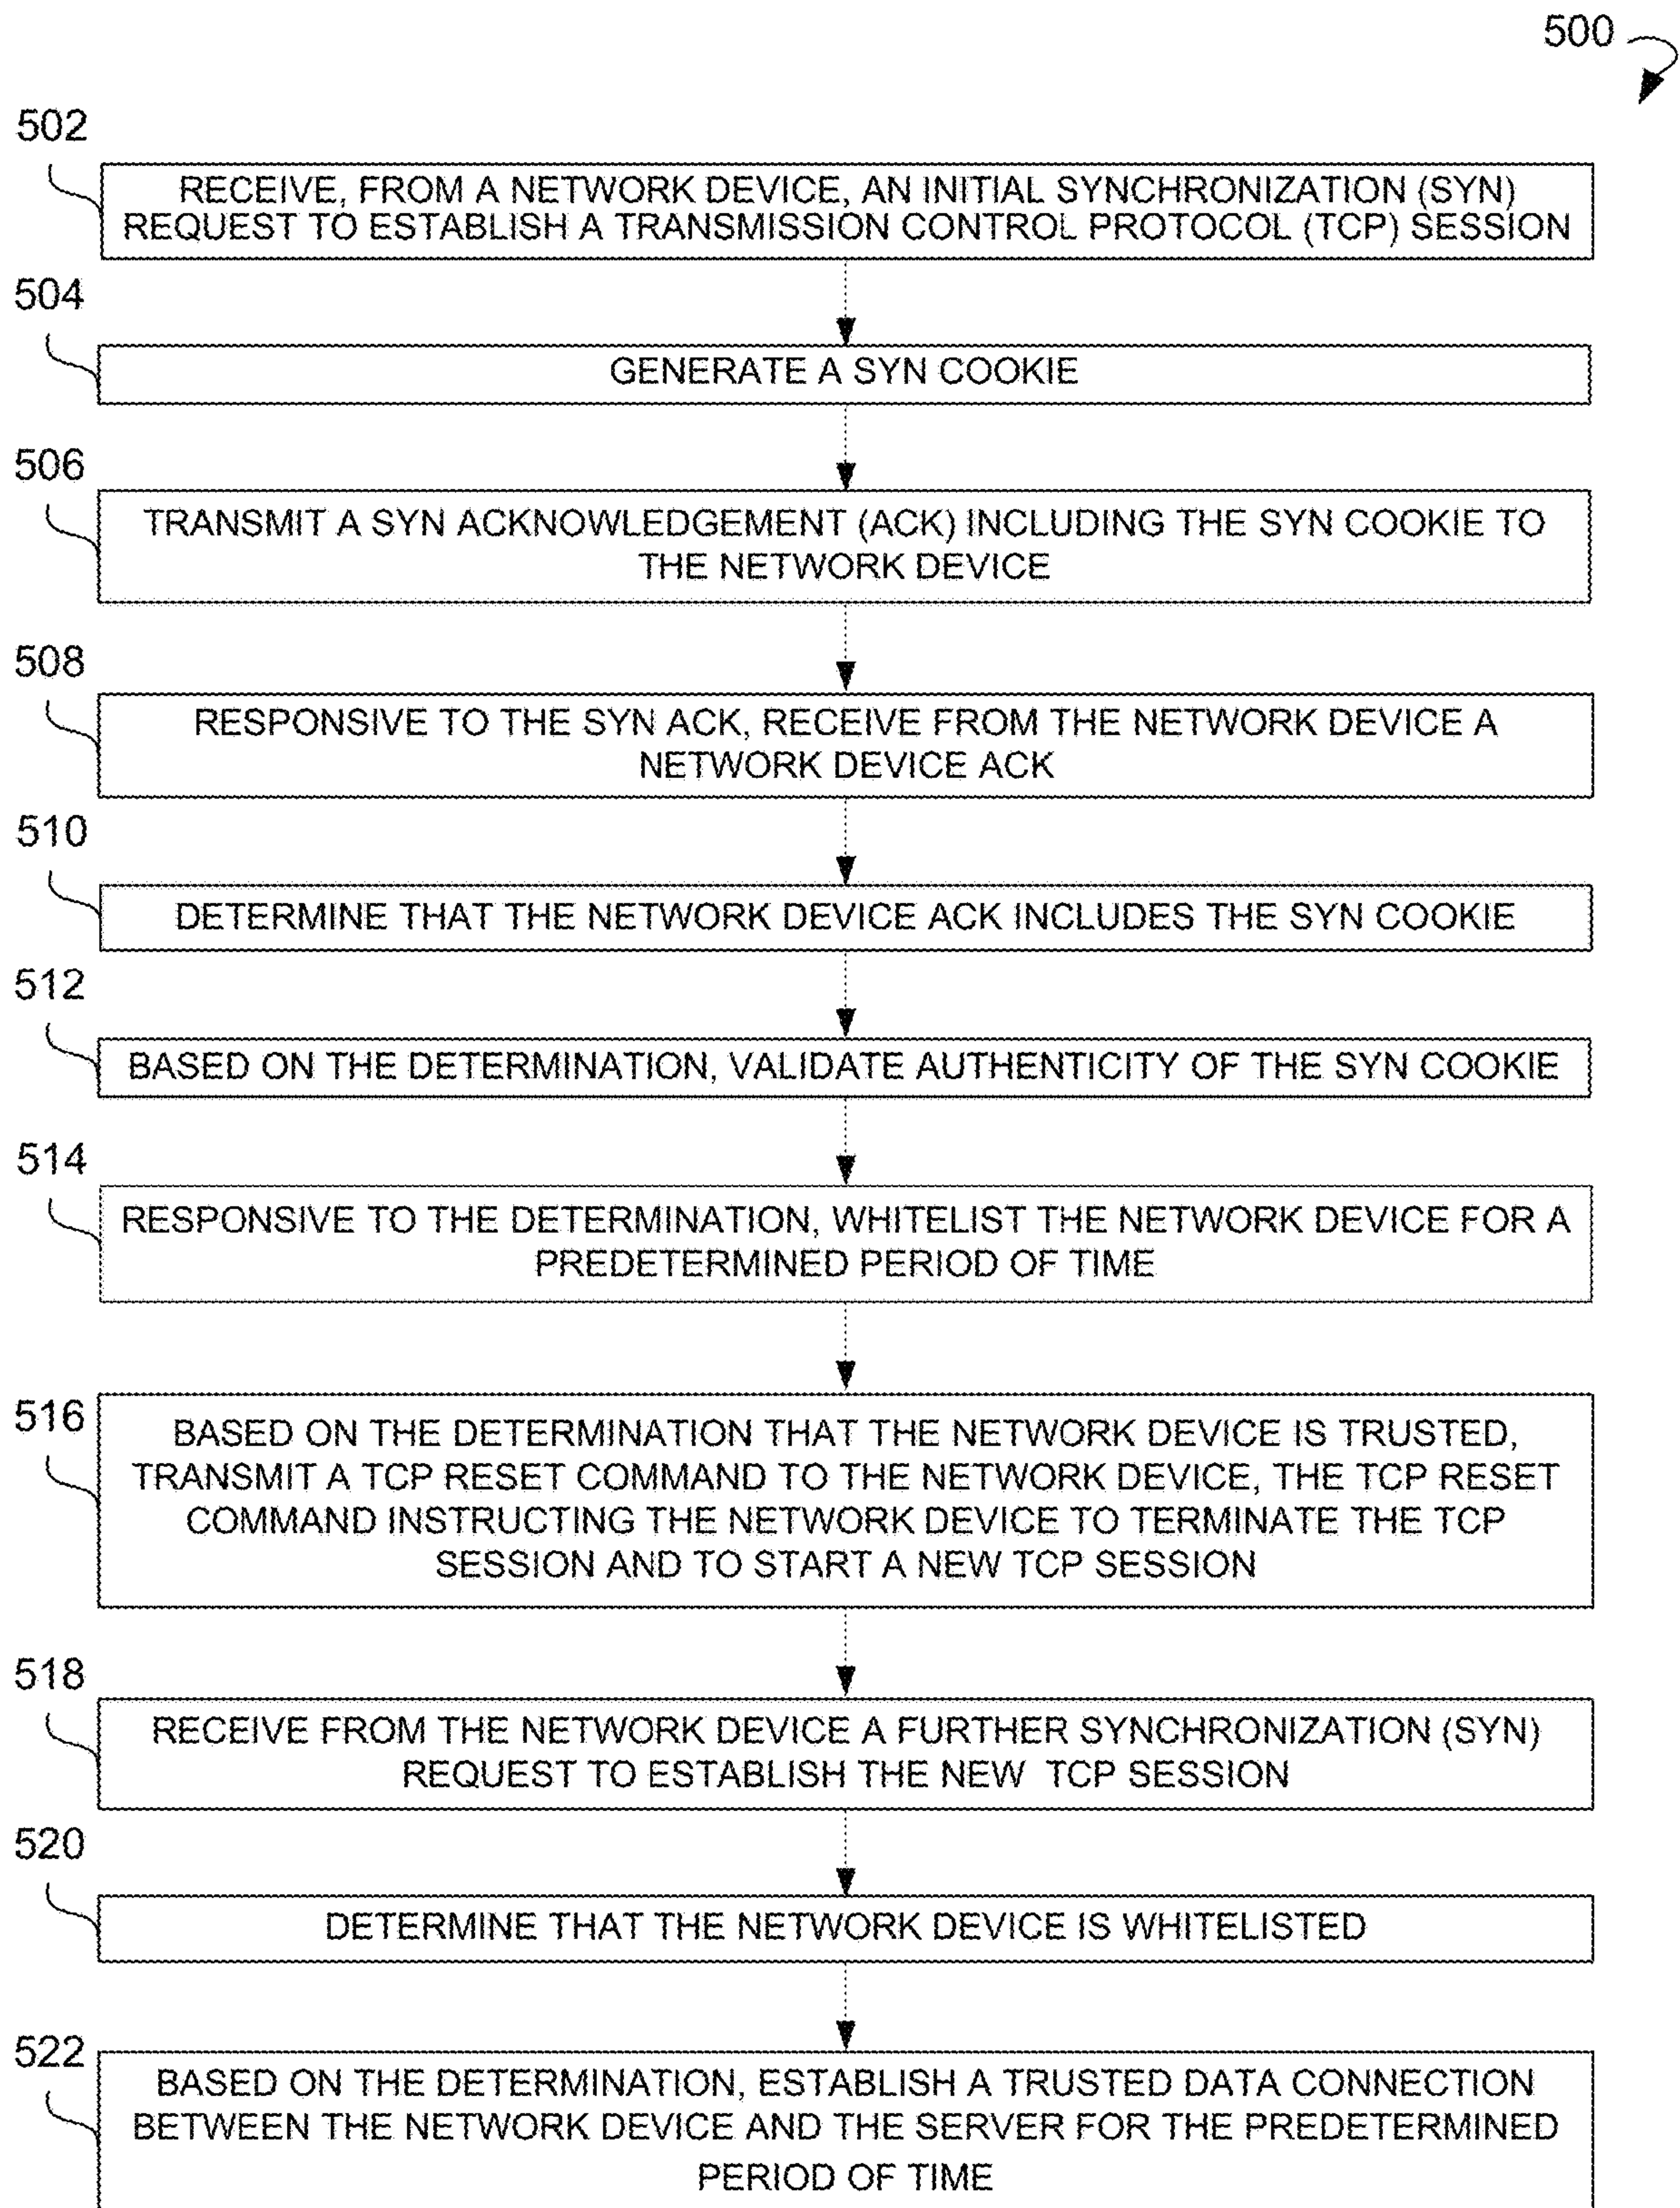 500
502
RECEIVE, FROM A NETWORK DEVICE, AN INITIAL SYNCHRONIZATION (SYN)
REQUEST TO ESTABLISH A TRANSMISSION CONTROL PROTOCOL (TCP) SESSION
504
GENERATE A SYN COOKIE
506
TRANSMIT A SYN ACKNOWLEDGEMENT (ACK) INCLUDING THE SYN COOKIE TO
THE NETWORK DEVICE
508
RESPONSIVE TO THE SYN ACK, RECEIVE FROM THE NETWORK DEVICE A
NETWORK DEVICE ACK
510
DETERMINE THAT THE NETWORK DEVICE ACK INCLUDES THE SYN COOKIE
512
BASED ON THE DETERMINATION, VALIDATE AUTHENTICITY OF THE SYN COOKIE
514
RESPONSIVE TO THE DETERMINATION, WHITELIST THE NETWORK DEVICE FOR A
PREDETERMINED PERIOD OF TIME
516
BASED ON THE DETERMINATION THAT THE NETWORK DEVICE IS TRUSTED,
TRANSMIT A TCP RESET COMMAND TO THE NETWORK DEVICE, THE TCP RESET
COMMAND INSTRUCTING THE NETWORK DEVICE TO TERMINATE THE TCP
SESSION AND TO START A NEW TCP SESSION
518
RECEIVE FROM THE NETWORK DEVICE A FURTHER SYNCHRONIZATION (SYN)
REQUEST TO ESTABLISH THE NEW TCP SESSION
520
DETERMINE THAT THE NETWORK DEVICE IS WHITELISTED
522
BASED ON THE DETERMINATION, ESTABLISH A TRUSTED DATA CONNECTION
BETWEEN THE NETWORK DEVICE AND THE SERVER FOR THE PREDETERMINED
PERIOD OF TIME